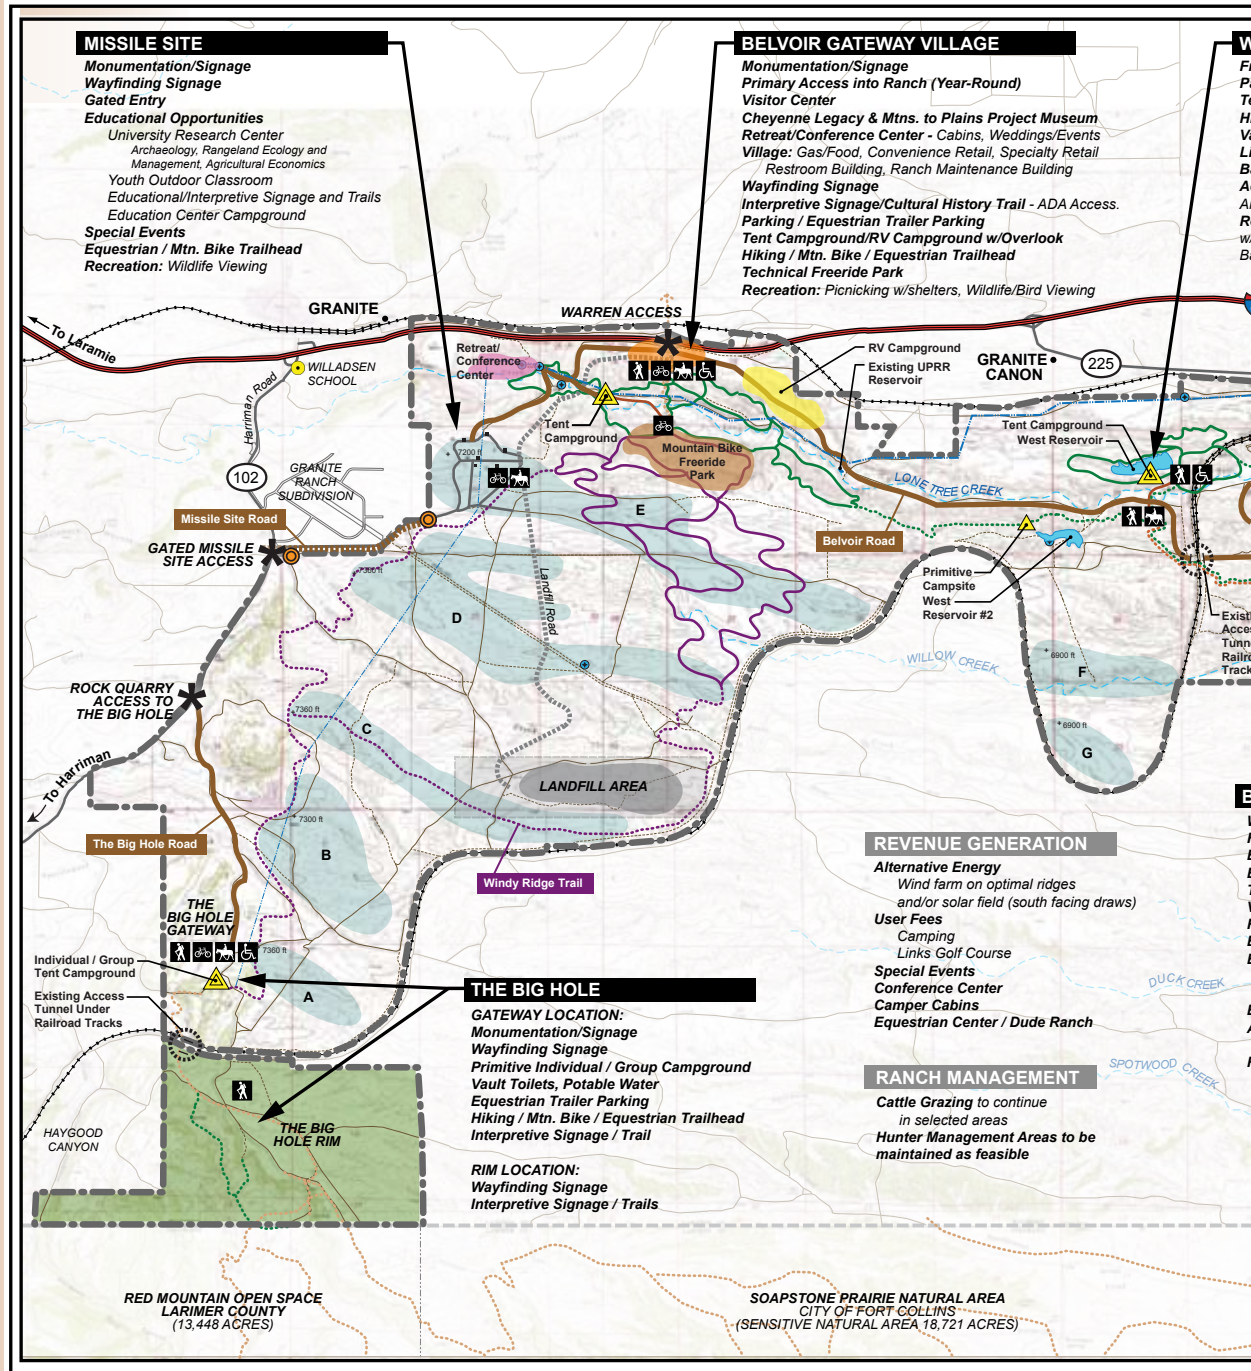 MISSILE SITE
Monumentation/Signage
Wayfinding Signage
Gated Entry
Educational Opportunities
University Research Center
Archaeology, Rangeland Ecology and
Management, Agricultural Economics
Youth Outdoor Classroom
Educational/Interpretive Signage and Trails
Education Center Campground
Special Events
Equestrian / Mtn. Bike Trailhead
Recreation: Wildlife Viewing
BELVOIR GATEWAY VILLAGE
Monumentation/Signage
Primary Access into Ranch (Year-Round)
Visitor Center
Cheyenne Legacy & Mtns. to Plains Project Museum
Retreat/Conference Center - Cabins, Weddings/Events
Village: Gas/Food, Convenience Retail, Specialty Retail
Restroom Building, Ranch Maintenance Building
Wayfinding Signage
Interpretive Signage/Cultural History Trail - ADA Access.
Parking / Equestrian Trailer Parking
Tent Campground/RV Campground w/Overlook
Hiking / Mtn. Bike / Equestrian Trailhead
Technical Freeride Park
Recreation: Picnicking w/shelters, Wildlife/Bird Viewing
GRANITE
To Laramie
WARREN ACCESS
Retreat/
Conference
Center
WILLADSEN
SCHOOL
Harriman Road
RV Campground
Existing UPRR
Reservoir
GRANITE
CANON
225
Tent
Campground
Tent Campground
West Reservoir
7200 ft
Mountain Bike
Freeride
Park
102
GRANITE
RANCH
SUBDIVISION
LONE TREE CREEK
E
Missile Site Road
Belvoir Road
GATED MISSILE
SITE ACCESS
7300 ft
Landfill Road
Primitive
Campsite
West
Reservoir #2
D
WILLOW CREEK
6900 ft
F
ROCK QUARRY
ACCESS TO
THE BIG HOLE
7360 ft
C
6900 ft
G
To Harriman
LANDFILL AREA
7300 ft
The Big Hole Road
B
Windy Ridge Trail
REVENUE GENERATION
Alternative Energy
Wind farm on optimal ridges
and/or solar field (south facing draws)
User Fees
Camping
Links Golf Course
Special Events
Conference Center
Camper Cabins
Equestrian Center / Dude Ranch
THE
BIG HOLE
GATEWAY
7360 ft
Individual / Group
Tent Campground
A
Existing Access
Tunnel Under
Railroad Tracks
THE BIG HOLE
GATEWAY LOCATION:
Monumentation/Signage
Wayfinding Signage
Primitive Individual / Group Campground
Vault Toilets, Potable Water
Equestrian Trailer Parking
Hiking / Mtn. Bike / Equestrian Trailhead
Interpretive Signage / Trail
RIM LOCATION:
Wayfinding Signage
Interpretive Signage / Trails
DUCK CREEK
SPOTWOOD CREEK
RANCH MANAGEMENT
Cattle Grazing to continue
in selected areas
Hunter Management Areas to be
maintained as feasible
HAYGOOD
CANYON
THE BIG
HOLE RIM
RED MOUNTAIN OPEN SPACE
LARIMER COUNTY
(13,448 ACRES)
SOAPSTONE PRAIRIE NATURAL AREA
CITY OF FORT COLLINS
(SENSITIVE NATURAL AREA 18,721 ACRES)